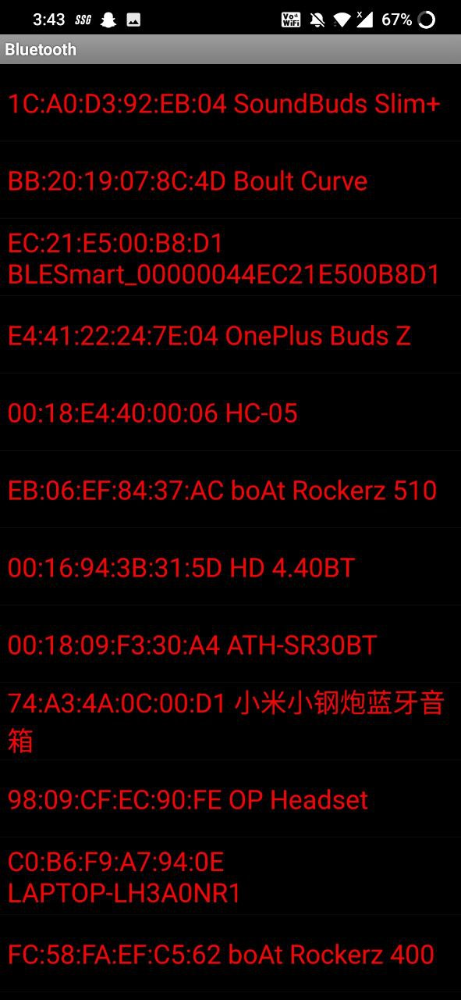 3:43 SSG Vo WiFi X 67%
Bluetooth
1C:A0:D3:92:EB:04 SoundBuds Slim+
BB:20:19:07:8C:4D Boult Curve
EC:21:E5:00:B8:D1
BLESmart_00000044EC21E500B8D1
E4:41:22:24:7E:04 OnePlus Buds Z
00:18:E4:40:00:06 HC-05
EB:06:EF:84:37:AC boAt Rockerz 510
00:16:94:3B:31:5D HD 4.40BT
00:18:09:F3:30:A4 ATH-SR30BT
74:A3:4A:0C:00:D1 小米小钢炮蓝牙音
箱
98:09:CF:EC:90:FE OP Headset
C0:B6:F9:A7:94:0E
LAPTOP-LH3A0NR1
FC:58:FA:EF:C5:62 boAt Rockerz 400